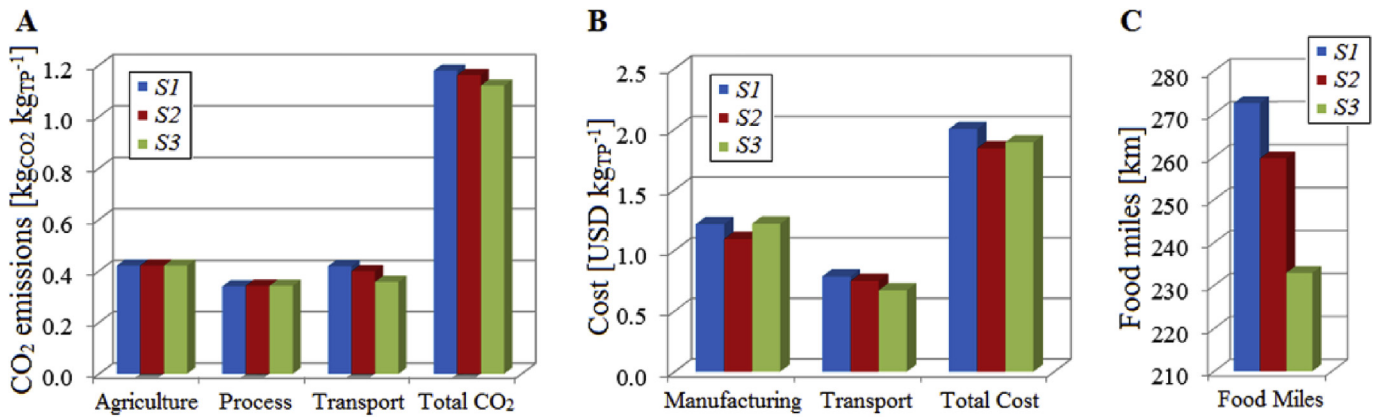 A
CO2 emissions [kgCO2 kgTP-1]
1.2
1.0
0.8
0.6
0.4
0.2
0.0
S1
S2
S3
Agriculture Process Transport Total CO2
B
Cost [USD kgTP-1]
2.5
2.0
1.5
1.0
0.5
0.0
S1
S2
S3
Manufacturing Transport Total Cost
C
Food miles [km]
280
270
260
250
240
230
220
210
S1
S2
S3
Food Miles